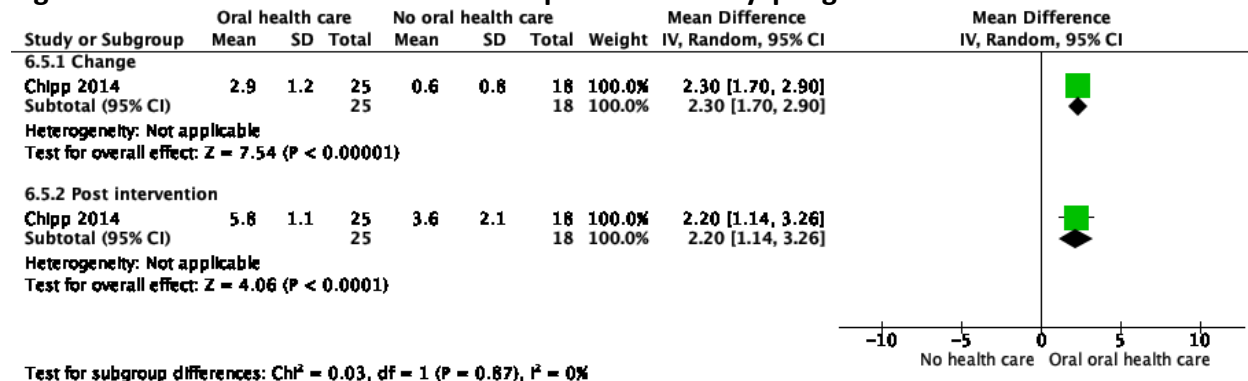 Oral health care No oral health care Mean Difference Mean Difference
Study or Subgroup Mean SD Total Mean SD Total Weight IV, Random, 95% CI IV, Random, 95% CI
6.5.1 Change
Chipp 2014 2.9 1.2 25 0.6 0.8 18 100.0% 2.30 [1.70, 2.90]
Subtotal (95% CI) 25 18 100.0% 2.30 [1.70, 2.90]
Heterogeneity: Not applicable
Test for overall effect: Z = 7.54 (P < 0.00001)
6.5.2 Post intervention
Chipp 2014 5.8 1.1 25 3.6 2.1 18 100.0% 2.20 [1.14, 3.26]
Subtotal (95% CI) 25 18 100.0% 2.20 [1.14, 3.26]
Heterogeneity: Not applicable
Test for overall effect: Z = 4.06 (P < 0.0001)
-10 -5 0 5 10
No health care Oral oral health care
Test for subgroup differences: Chi² = 0.03, df = 1 (P = 0.87), I² = 0%